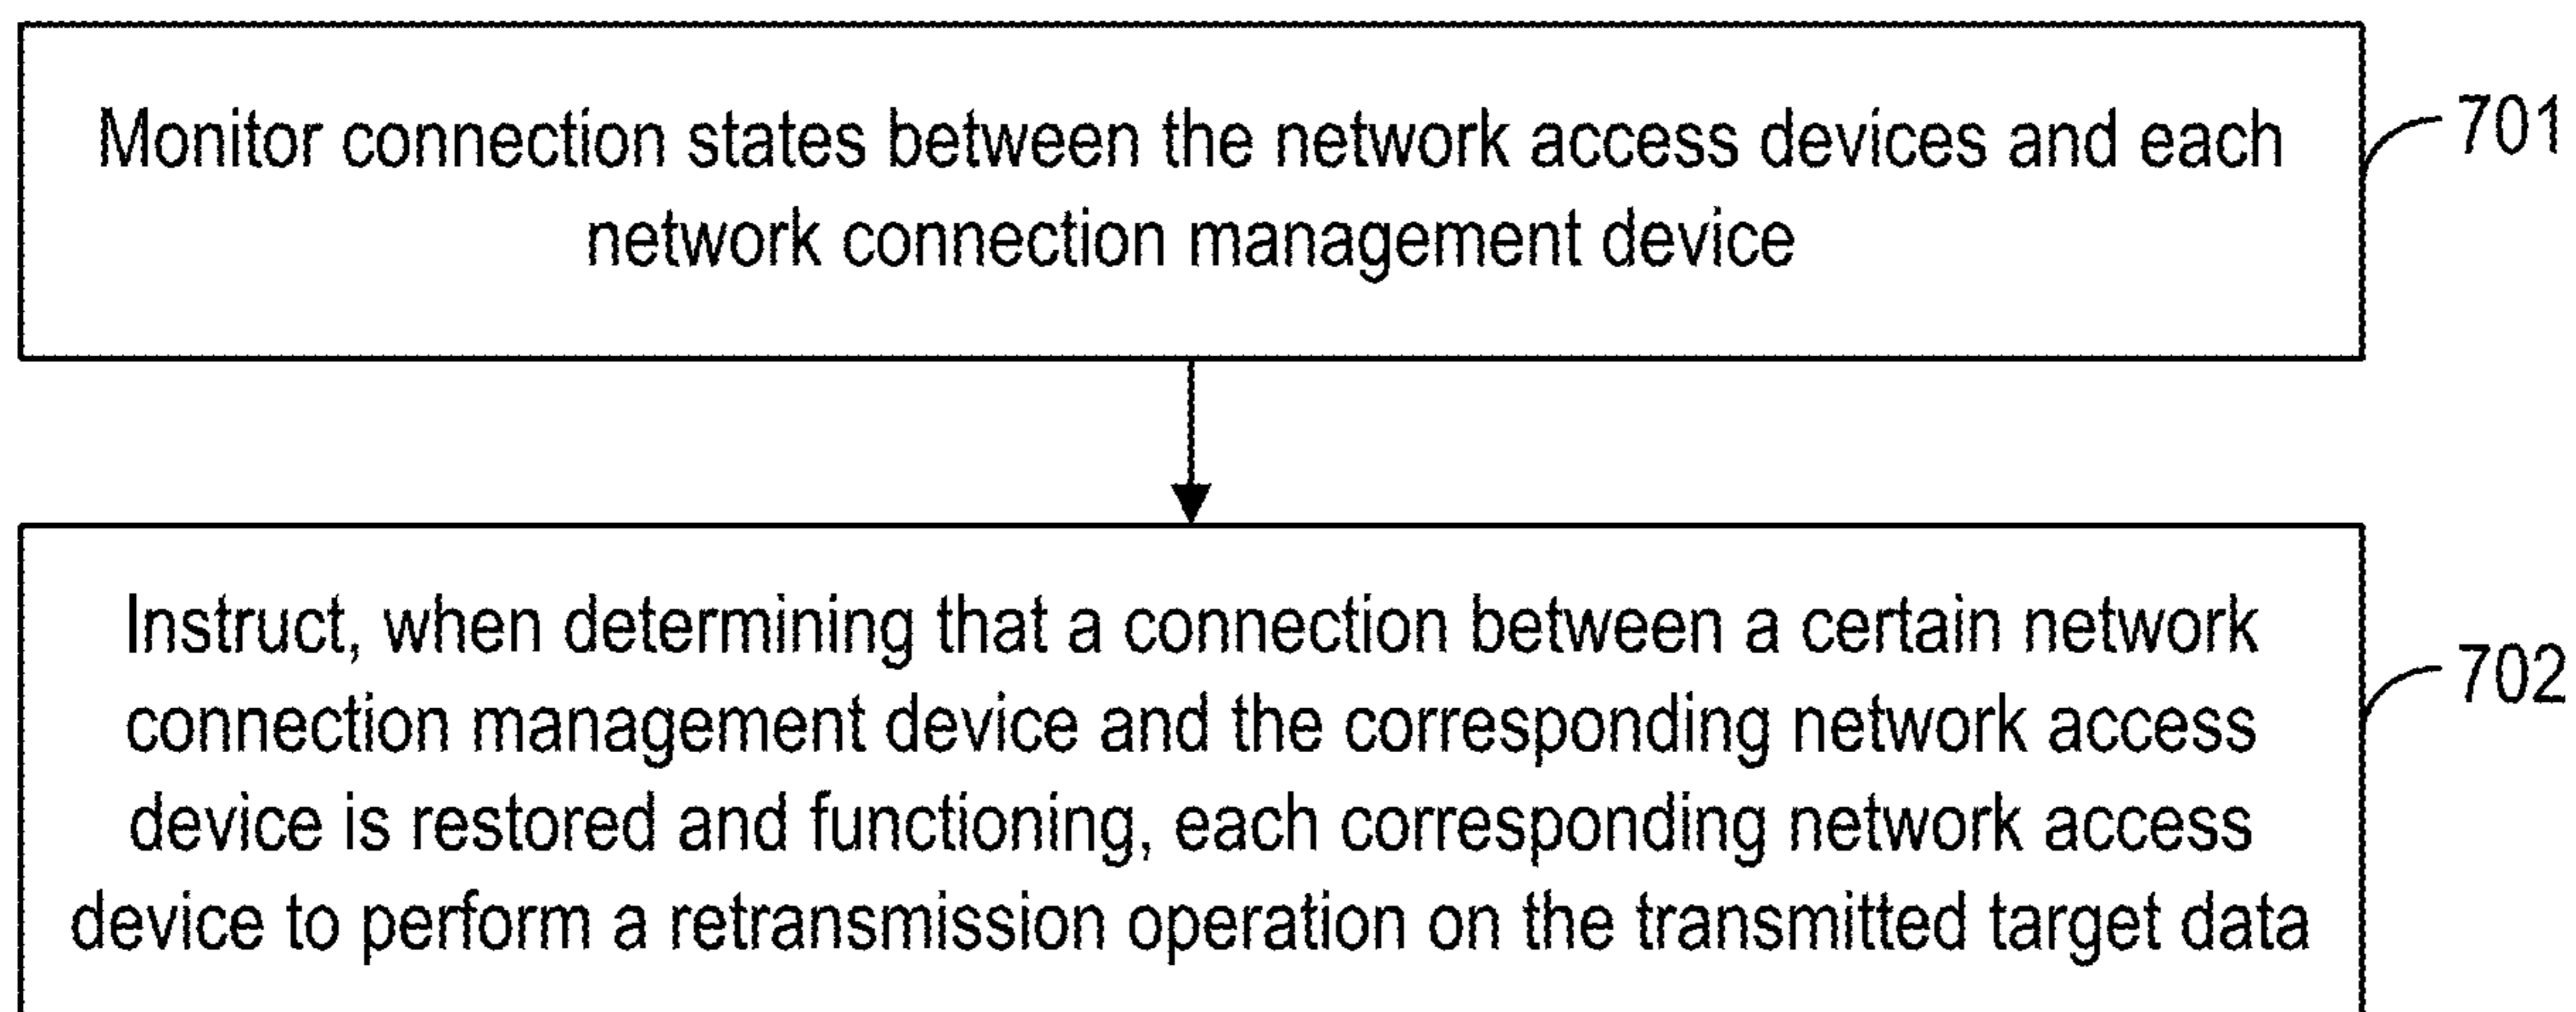 Monitor connection states between the network access devices and each
network connection management device
701
Instruct, when determining that a connection between a certain network
connection management device and the corresponding network access
device is restored and functioning, each corresponding network access
device to perform a retransmission operation on the transmitted target data
702